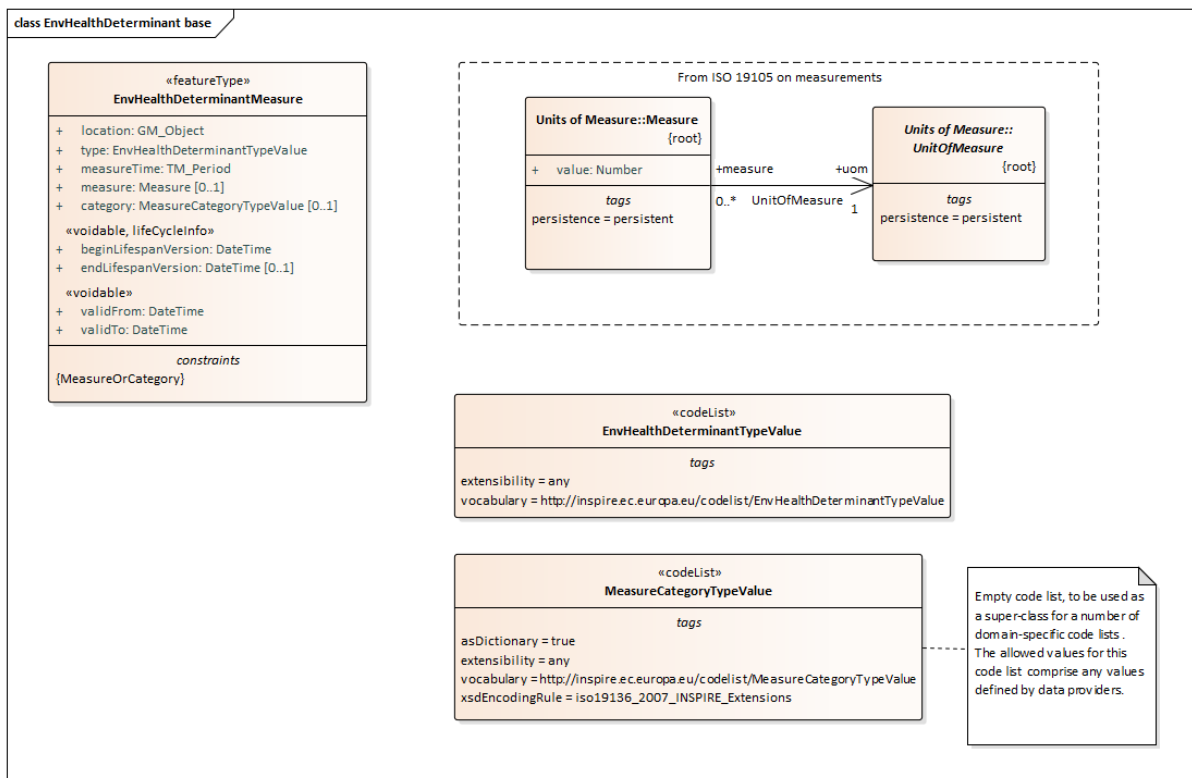 class EnvHealthDeterminant base
«featureType»
EnvHealthDeterminantMeasure
+ location: GM_Object
+ type: EnvHealthDeterminantTypeValue
+ measureTime: TM_Period
+ measure: Measure [0..1]
+ category: MeasureCategoryTypeValue [0..1]
«voidable, lifeCycleInfo»
+ beginLifespanVersion: DateTime
+ endLifespanVersion: DateTime [0..1]
«voidable»
+ validFrom: DateTime
+ validTo: DateTime
constraints
{MeasureOrCategory}
From ISO 19105 on measurements
Units of Measure::Measure
{root}
+ value: Number
tags
persistence = persistent
+measure
+uom
0..*
UnitOfMeasure
1
Units of Measure::
UnitOfMeasure
{root}
tags
persistence = persistent
«codeList»
EnvHealthDeterminantTypeValue
tags
extensibility = any
vocabulary = http://inspire.ec.europa.eu/codelist/EnvHealthDeterminantTypeValue
«codeList»
MeasureCategoryTypeValue
tags
asDictionary = true
extensibility = any
vocabulary = http://inspire.ec.europa.eu/codelist/MeasureCategoryTypeValue
xsdEncodingRule = iso19136_2007_INSPIRE_Extensions
Empty code list, to be used as
a super-class for a number of
domain-specific code lists .
The allowed values for this
code list comprise any values
defined by data providers.